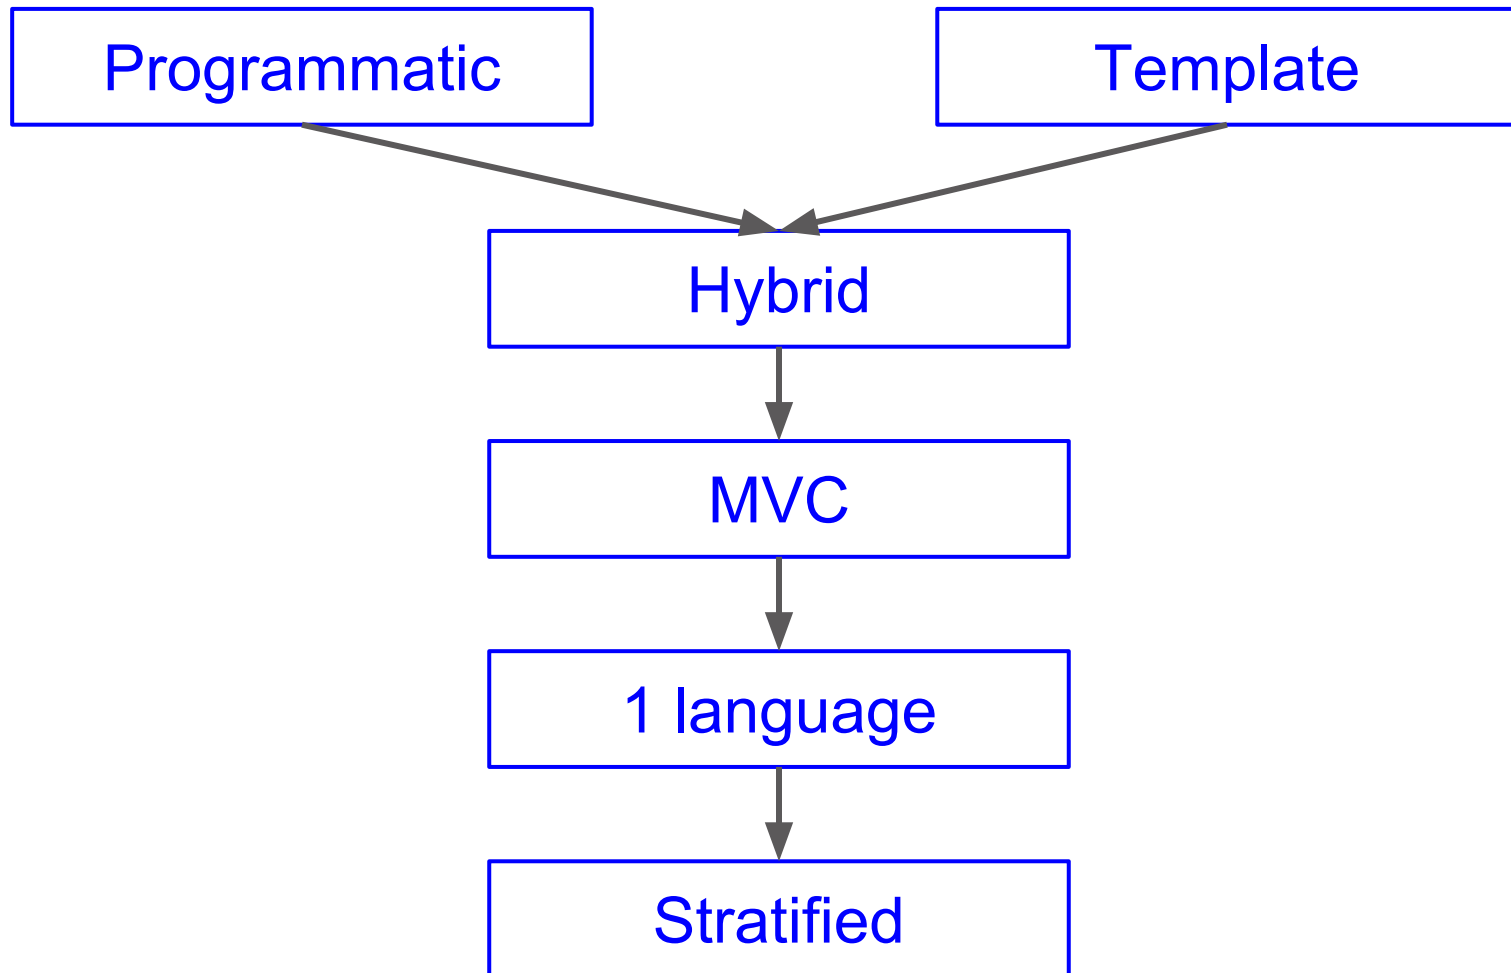 Programmatic
Template
Hybrid
MVC
1 language
Stratified